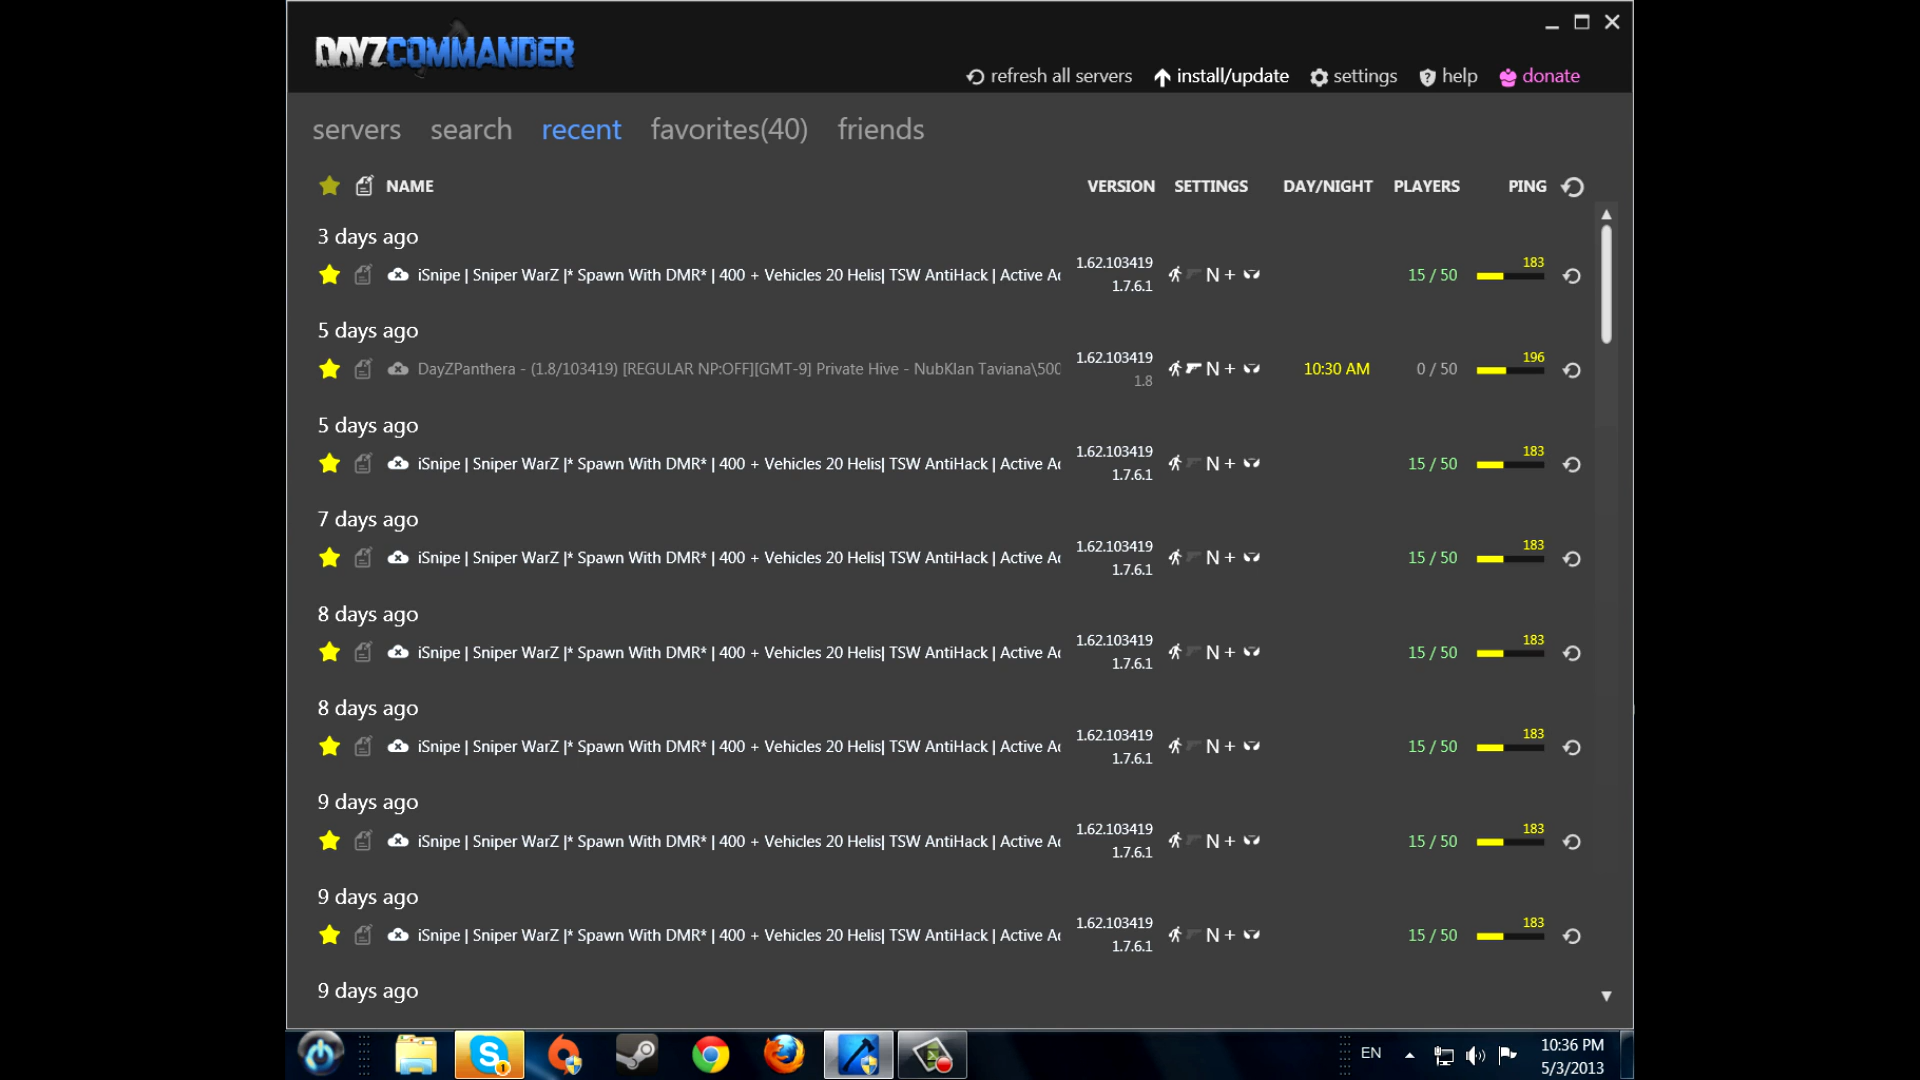 DAYZCOMMANDER
refresh all servers install/update settings help donate
servers search recent favorites(40) friends
NAME VERSION SETTINGS DAY/NIGHT PLAYERS PING
3 days ago
iSnipe | Sniper WarZ |* Spawn With DMR* | 400 + Vehicles 20 Helis| TSW AntiHack | Active 1.62.103419 1.7.6.1 N + 15 / 50 183
5 days ago
DayZPanthera - (1.8/103419) [REGULAR NP:OFF][GMT-9] Private Hive - NubKlan Taviana\500 1.62.103419 1.8 N + 10:30 AM 0 / 50 196
5 days ago
iSnipe | Sniper WarZ |* Spawn With DMR* | 400 + Vehicles 20 Helis| TSW AntiHack | Active 1.62.103419 1.7.6.1 N + 15 / 50 183
7 days ago
iSnipe | Sniper WarZ |* Spawn With DMR* | 400 + Vehicles 20 Helis| TSW AntiHack | Active 1.62.103419 1.7.6.1 N + 15 / 50 183
8 days ago
iSnipe | Sniper WarZ |* Spawn With DMR* | 400 + Vehicles 20 Helis| TSW AntiHack | Active 1.62.103419 1.7.6.1 N + 15 / 50 183
8 days ago
iSnipe | Sniper WarZ |* Spawn With DMR* | 400 + Vehicles 20 Helis| TSW AntiHack | Active 1.62.103419 1.7.6.1 N + 15 / 50 183
9 days ago
iSnipe | Sniper WarZ |* Spawn With DMR* | 400 + Vehicles 20 Helis| TSW AntiHack | Active 1.62.103419 1.7.6.1 N + 15 / 50 183
9 days ago
iSnipe | Sniper WarZ |* Spawn With DMR* | 400 + Vehicles 20 Helis| TSW AntiHack | Active 1.62.103419 1.7.6.1 N + 15 / 50 183
9 days ago
EN 10:36 PM
5/3/2013